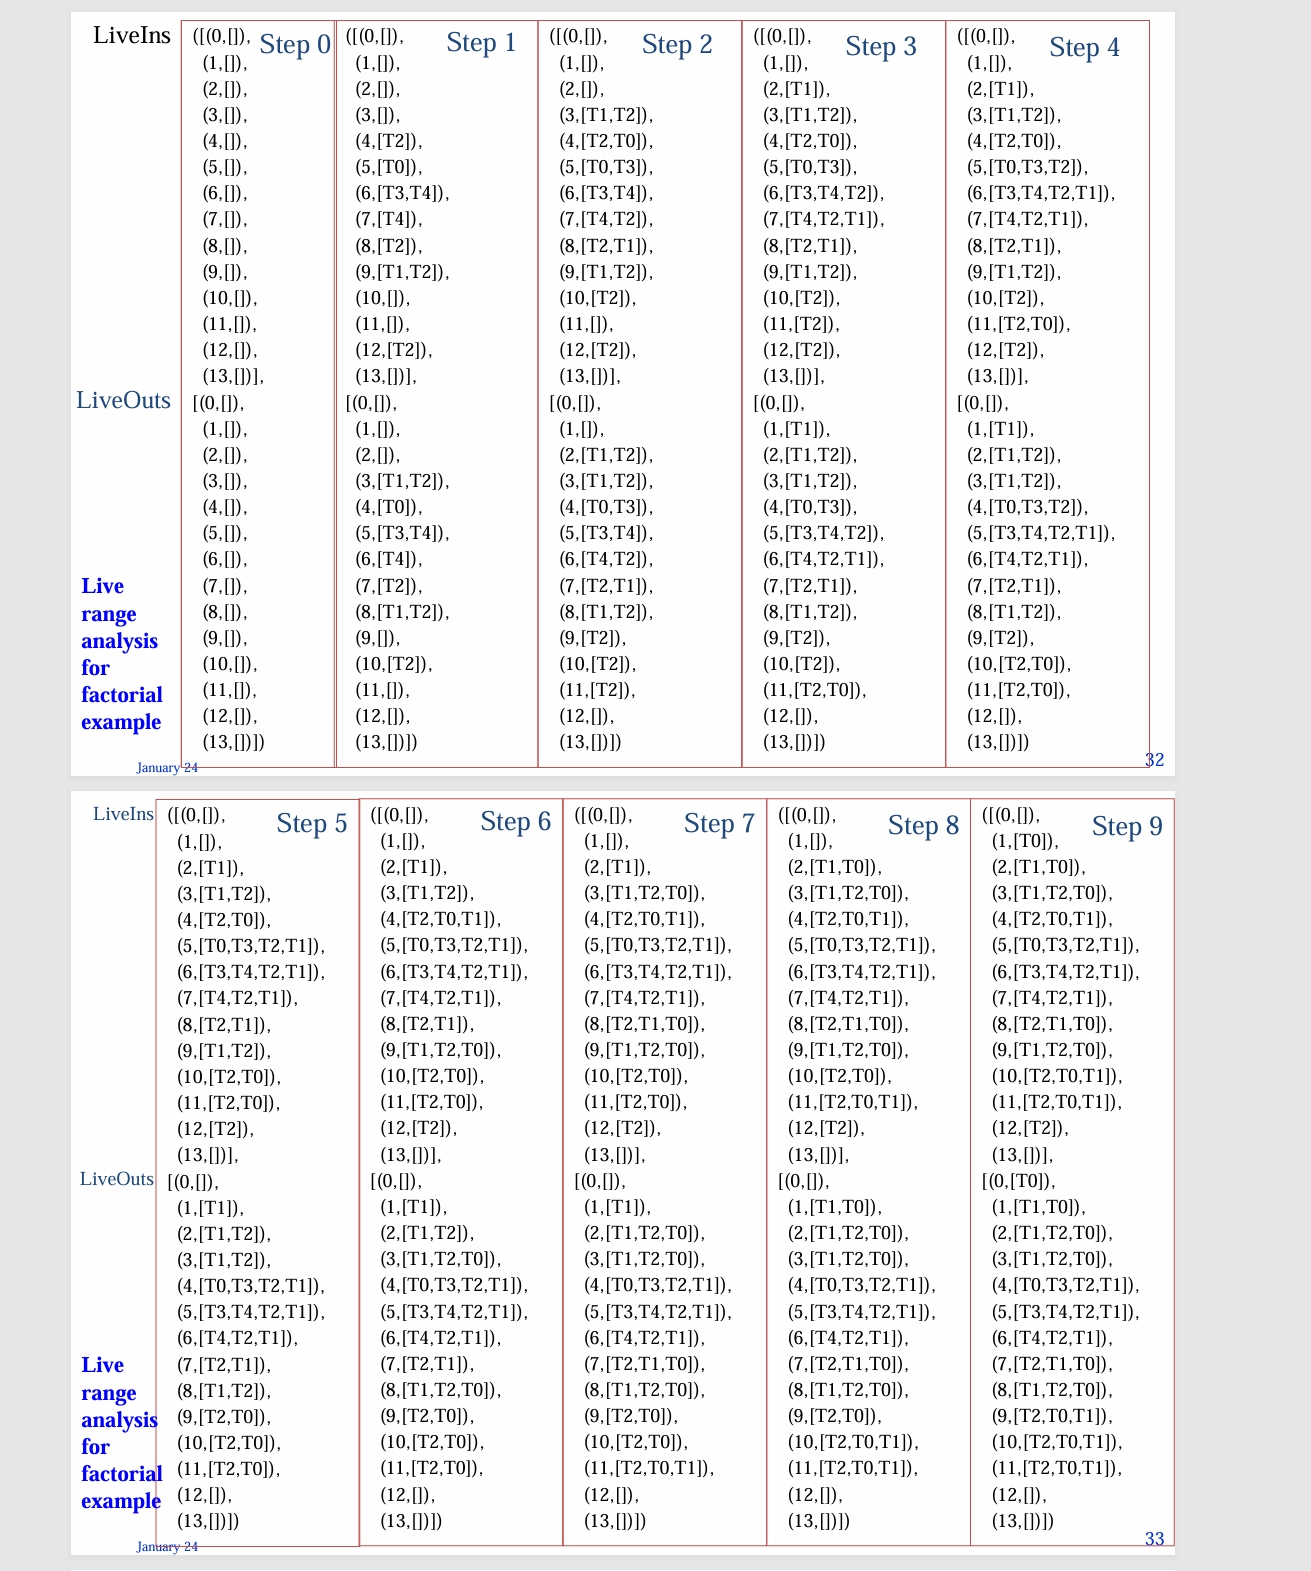 LiveIns
LiveOuts
Live
range
analysis
for
factorial
example
Step 0
([(0,[]),
(1,[]),
(2,[]),
(3,[]),
(4,[]),
(5,[]),
(6,[]),
(7,[]),
(8,[]),
(9,[]),
(10,[]),
(11,[]),
(12,[]),
(13,[])],
[(0,[]),
(1,[]),
(2,[]),
(3,[]),
(4,[]),
(5,[]),
(6,[]),
(7,[]),
(8,[]),
(9,[]),
(10,[]),
(11,[]),
(12,[]),
(13,[])])
Step 1
([(0,[]),
(1,[]),
(2,[]),
(3,[]),
(4,[T2]),
(5,[T0]),
(6,[T3,T4]),
(7,[T4]),
(8,[T2]),
(9,[T1,T2]),
(10,[]),
(11,[]),
(12,[T2]),
(13,[])],
[(0,[]),
(1,[]),
(2,[]),
(3,[T1,T2]),
(4,[T0]),
(5,[T3,T4]),
(6,[T4]),
(7,[T2]),
(8,[T1,T2]),
(9,[]),
(10,[T2]),
(11,[]),
(12,[]),
(13,[])])
Step 2
([(0,[]),
(1,[]),
(2,[]),
(3,[T1,T2]),
(4,[T2,T0]),
(5,[T0,T3]),
(6,[T3,T4]),
(7,[T4,T2]),
(8,[T2,T1]),
(9,[T1,T2]),
(10,[T2]),
(11,[]),
(12,[T2]),
(13,[])],
[(0,[]),
(1,[]),
(2,[T1,T2]),
(3,[T1,T2]),
(4,[T0,T3]),
(5,[T3,T4]),
(6,[T4,T2]),
(7,[T2,T1]),
(8,[T1,T2]),
(9,[T2]),
(10,[T2]),
(11,[T2]),
(12,[]),
(13,[])])
Step 3
([(0,[]),
(1,[]),
(2,[T1]),
(3,[T1,T2]),
(4,[T2,T0]),
(5,[T0,T3]),
(6,[T3,T4,T2]),
(7,[T4,T2,T1]),
(8,[T2,T1]),
(9,[T1,T2]),
(10,[T2]),
(11,[T2]),
(12,[T2]),
(13,[])],
[(0,[]),
(1,[T1]),
(2,[T1,T2]),
(3,[T1,T2]),
(4,[T0,T3]),
(5,[T3,T4,T2]),
(6,[T4,T2,T1]),
(7,[T2,T1]),
(8,[T1,T2]),
(9,[T2]),
(10,[T2]),
(11,[T2,T0]),
(12,[]),
(13,[])])
Step 4
([(0,[]),
(1,[]),
(2,[T1]),
(3,[T1,T2]),
(4,[T2,T0]),
(5,[T0,T3,T2]),
(6,[T3,T4,T2,T1]),
(7,[T4,T2,T1]),
(8,[T2,T1]),
(9,[T1,T2]),
(10,[T2]),
(11,[T2,T0]),
(12,[T2]),
(13,[])],
[(0,[]),
(1,[T1]),
(2,[T1,T2]),
(3,[T1,T2]),
(4,[T0,T3,T2]),
(5,[T3,T4,T2,T1]),
(6,[T4,T2,T1]),
(7,[T2,T1]),
(8,[T1,T2]),
(9,[T2]),
(10,[T2,T0]),
(11,[T2,T0]),
(12,[]),
(13,[])])
January 24
32
LiveIns
LiveOuts
Live
range
analysis
for
factorial
example
Step 5
([(0,[]),
(1,[]),
(2,[T1]),
(3,[T1,T2]),
(4,[T2,T0]),
(5,[T0,T3,T2,T1]),
(6,[T3,T4,T2,T1]),
(7,[T4,T2,T1]),
(8,[T2,T1]),
(9,[T1,T2]),
(10,[T2,T0]),
(11,[T2,T0]),
(12,[T2]),
(13,[])],
[(0,[]),
(1,[T1]),
(2,[T1,T2]),
(3,[T1,T2]),
(4,[T0,T3,T2,T1]),
(5,[T3,T4,T2,T1]),
(6,[T4,T2,T1]),
(7,[T2,T1]),
(8,[T1,T2]),
(9,[T2,T0]),
(10,[T2,T0]),
(11,[T2,T0]),
(12,[]),
(13,[])])
Step 6
([(0,[]),
(1,[]),
(2,[T1]),
(3,[T1,T2]),
(4,[T2,T0,T1]),
(5,[T0,T3,T2,T1]),
(6,[T3,T4,T2,T1]),
(7,[T4,T2,T1]),
(8,[T2,T1]),
(9,[T1,T2,T0]),
(10,[T2,T0]),
(11,[T2,T0]),
(12,[T2]),
(13,[])],
[(0,[]),
(1,[T1]),
(2,[T1,T2]),
(3,[T1,T2,T0]),
(4,[T0,T3,T2,T1]),
(5,[T3,T4,T2,T1]),
(6,[T4,T2,T1]),
(7,[T2,T1]),
(8,[T1,T2,T0]),
(9,[T2,T0]),
(10,[T2,T0]),
(11,[T2,T0]),
(12,[]),
(13,[])])
Step 7
([(0,[]),
(1,[]),
(2,[T1]),
(3,[T1,T2,T0]),
(4,[T2,T0,T1]),
(5,[T0,T3,T2,T1]),
(6,[T3,T4,T2,T1]),
(7,[T4,T2,T1]),
(8,[T2,T1,T0]),
(9,[T1,T2,T0]),
(10,[T2,T0]),
(11,[T2,T0]),
(12,[T2]),
(13,[])],
[(0,[]),
(1,[T1]),
(2,[T1,T2,T0]),
(3,[T1,T2,T0]),
(4,[T0,T3,T2,T1]),
(5,[T3,T4,T2,T1]),
(6,[T4,T2,T1]),
(7,[T2,T1,T0]),
(8,[T1,T2,T0]),
(9,[T2,T0]),
(10,[T2,T0]),
(11,[T2,T0,T1]),
(12,[]),
(13,[])])
Step 8
([(0,[]),
(1,[]),
(2,[T1,T0]),
(3,[T1,T2,T0]),
(4,[T2,T0,T1]),
(5,[T0,T3,T2,T1]),
(6,[T3,T4,T2,T1]),
(7,[T4,T2,T1]),
(8,[T2,T1,T0]),
(9,[T1,T2,T0]),
(10,[T2,T0]),
(11,[T2,T0,T1]),
(12,[T2]),
(13,[])],
[(0,[]),
(1,[T1,T0]),
(2,[T1,T2,T0]),
(3,[T1,T2,T0]),
(4,[T0,T3,T2,T1]),
(5,[T3,T4,T2,T1]),
(6,[T4,T2,T1]),
(7,[T2,T1,T0]),
(8,[T1,T2,T0]),
(9,[T2,T0]),
(10,[T2,T0,T1]),
(11,[T2,T0,T1]),
(12,[]),
(13,[])])
Step 9
([(0,[]),
(1,[T0]),
(2,[T1,T0]),
(3,[T1,T2,T0]),
(4,[T2,T0,T1]),
(5,[T0,T3,T2,T1]),
(6,[T3,T4,T2,T1]),
(7,[T4,T2,T1]),
(8,[T2,T1,T0]),
(9,[T1,T2,T0]),
(10,[T2,T0,T1]),
(11,[T2,T0,T1]),
(12,[T2]),
(13,[])],
[(0,[T0]),
(1,[T1,T0]),
(2,[T1,T2,T0]),
(3,[T1,T2,T0]),
(4,[T0,T3,T2,T1]),
(5,[T3,T4,T2,T1]),
(6,[T4,T2,T1]),
(7,[T2,T1,T0]),
(8,[T1,T2,T0]),
(9,[T2,T0,T1]),
(10,[T2,T0,T1]),
(11,[T2,T0,T1]),
(12,[]),
(13,[])])
January 24
33